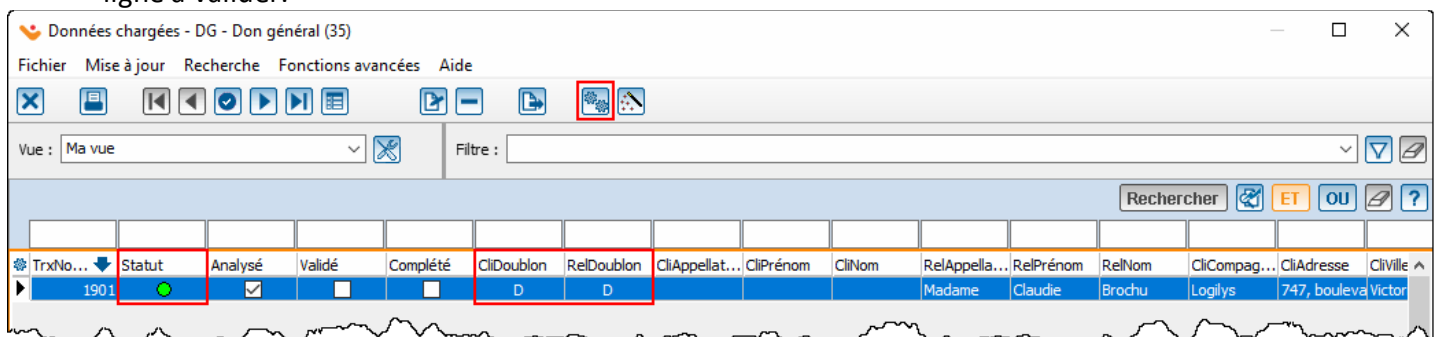 ligne à valider.
Données chargées - DG - Don général (35)
Fichier Mise à jour Recherche Fonctions avancées Aide
Vue : Ma vue Filtre :
Rechercher ET OU ?
TrxNo... Statut Analysé Validé Complété CliDoublon RelDoublon CliAppellat... CliPrénom CliNom RelAppella... RelPrénom RelNom CliCompag... CliAdresse CliVille
1901 D D Madame Claudie Brochu Logilys 747, bouleva Victor